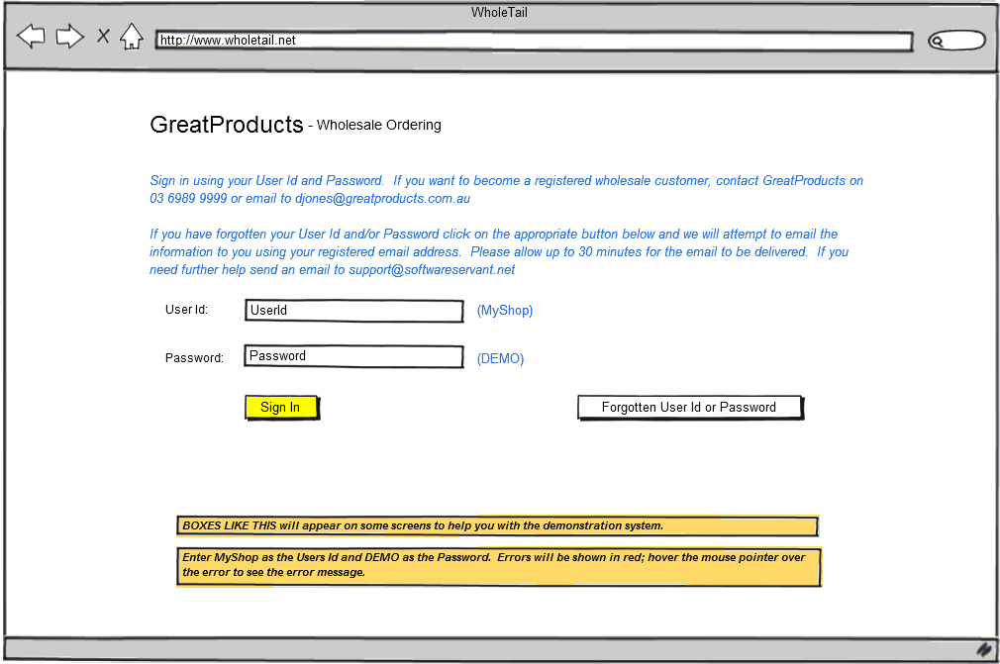 WholeTail
http://www.wholetail.net
GreatProducts - Wholesale Ordering
Sign in using your User Id and Password.  If you want to become a registered wholesale customer, contact GreatProducts on
03 6989 9999 or email to djones@greatproducts.com.au
If you have forgotten your User Id and/or Password click on the appropriate button below and we will attempt to email the
information to you using your registered email address.  Please allow up to 30 minutes for the email to be delivered.  If you
need further help send an email to support@softwareservant.net
User Id: UserId (MyShop)
Password: Password (DEMO)
Sign In Forgotten User Id or Password
BOXES LIKE THIS will appear on some screens to help you with the demonstration system.
Enter MyShop as the Users Id and DEMO as the Password.  Errors will be shown in red; hover the mouse pointer over
the error to see the error message.